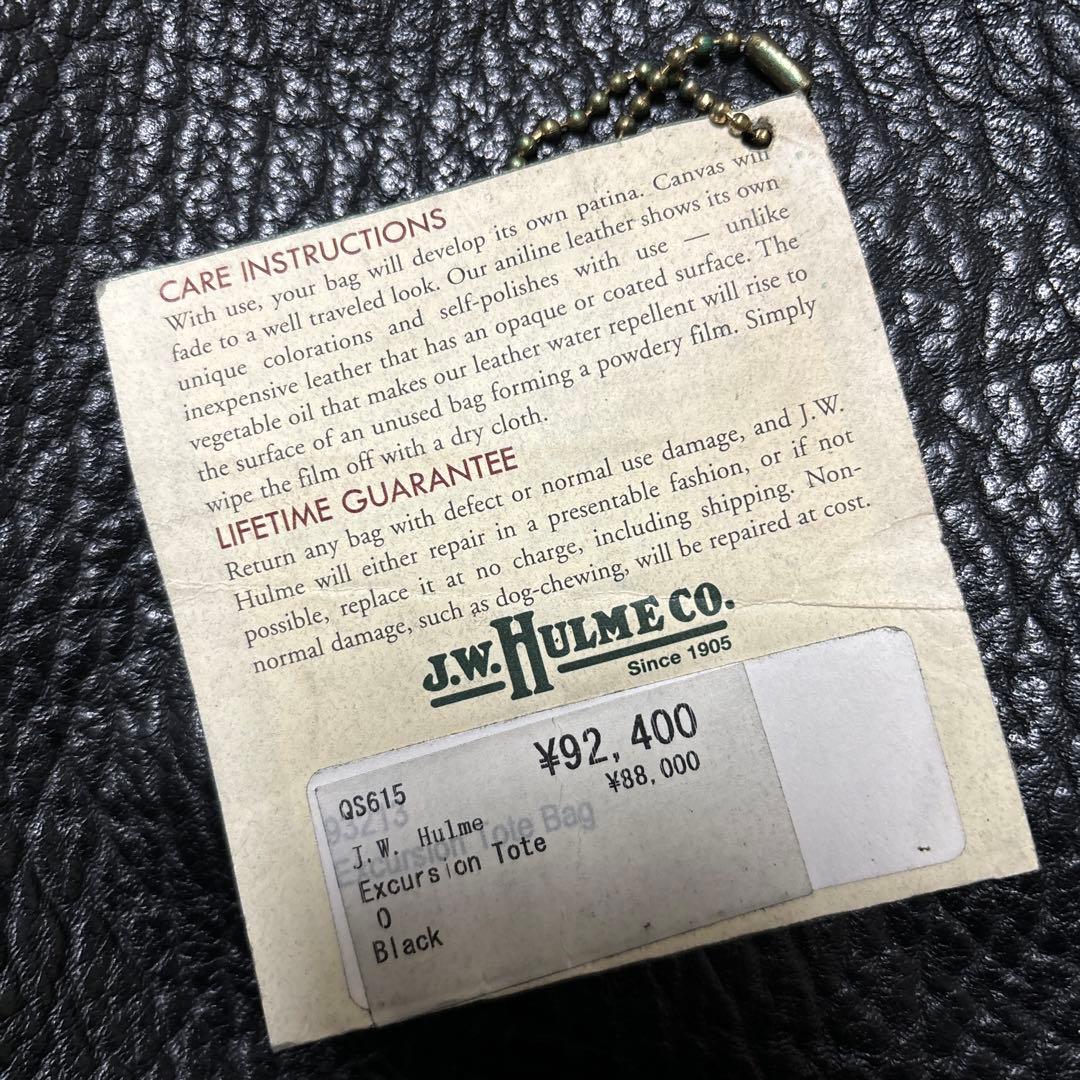 CARE INSTRUCTIONS
With use, your bag will develop its own patina. Canvas will
fade to a well traveled look. Our aniline leather shows its own
unique colorations and self-polishes with use — unlike
inexpensive leather that has an opaque or coated surface. The
vegetable oil that makes our leather water repellent will rise to
the surface of an unused bag forming a powdery film. Simply
wipe the film off with a dry cloth.
LIFETIME GUARANTEE
Return any bag with defect or normal use damage, and J.W.
Hulme will either repair in a presentable fashion, or if not
possible, replace it at no charge, including shipping. Non-
normal damage, such as dog-chewing, will be repaired at cost.
J.W. HULME CO.
Since 1905
¥92,400
¥88,000
QS615
93213
J.W. Hulme
Excursion Tote Bag
Excursion Tote
0
Black